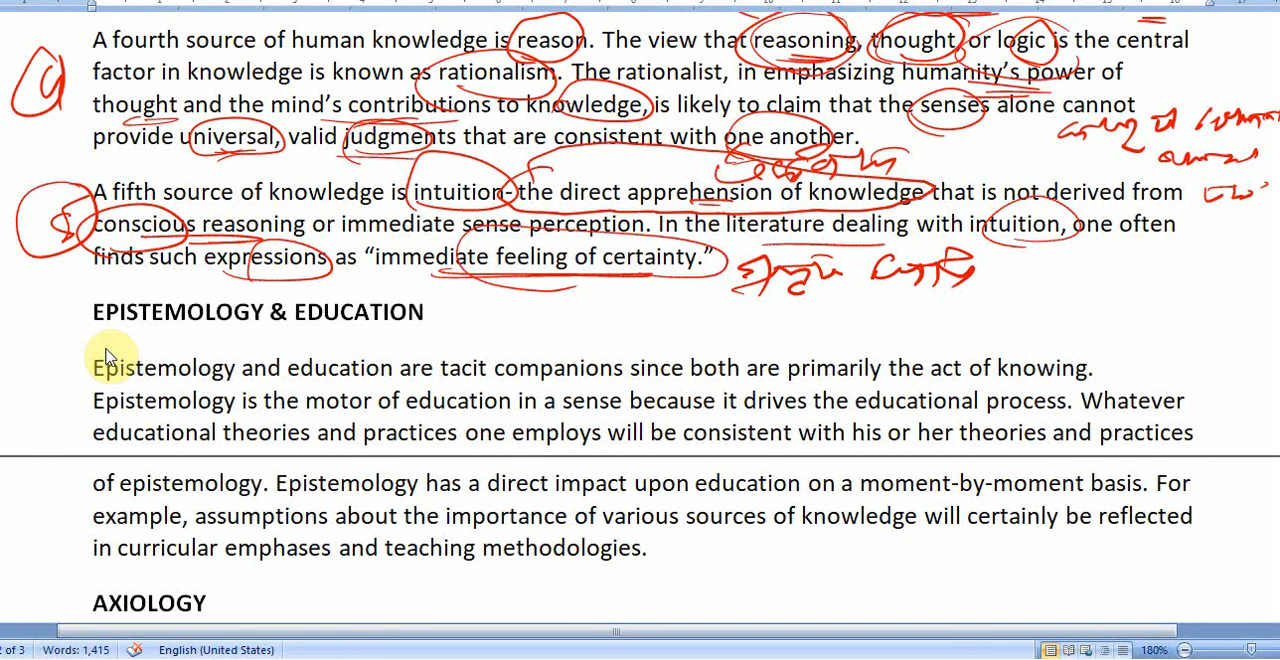 A fourth source of human knowledge is reason. The view that reasoning, thought, or logic is the central
factor in knowledge is known as rationalism. The rationalist, in emphasizing humanity's power of
thought and the mind's contributions to knowledge, is likely to claim that the senses alone cannot
provide universal, valid judgments that are consistent with one another.
A fifth source of knowledge is intuition-the direct apprehension of knowledge that is not derived from
conscious reasoning or immediate sense perception. In the literature dealing with intuition, one often
finds such expressions as “immediate feeling of certainty.”
EPISTEMOLOGY & EDUCATION
Epistemology and education are tacit companions since both are primarily the act of knowing.
Epistemology is the motor of education in a sense because it drives the educational process. Whatever
educational theories and practices one employs will be consistent with his or her theories and practices
of epistemology. Epistemology has a direct impact upon education on a moment-by-moment basis. For
example, assumptions about the importance of various sources of knowledge will certainly be reflected
in curricular emphases and teaching methodologies.
AXIOLOGY
of 3 Words: 1,415 English (United States) 180%